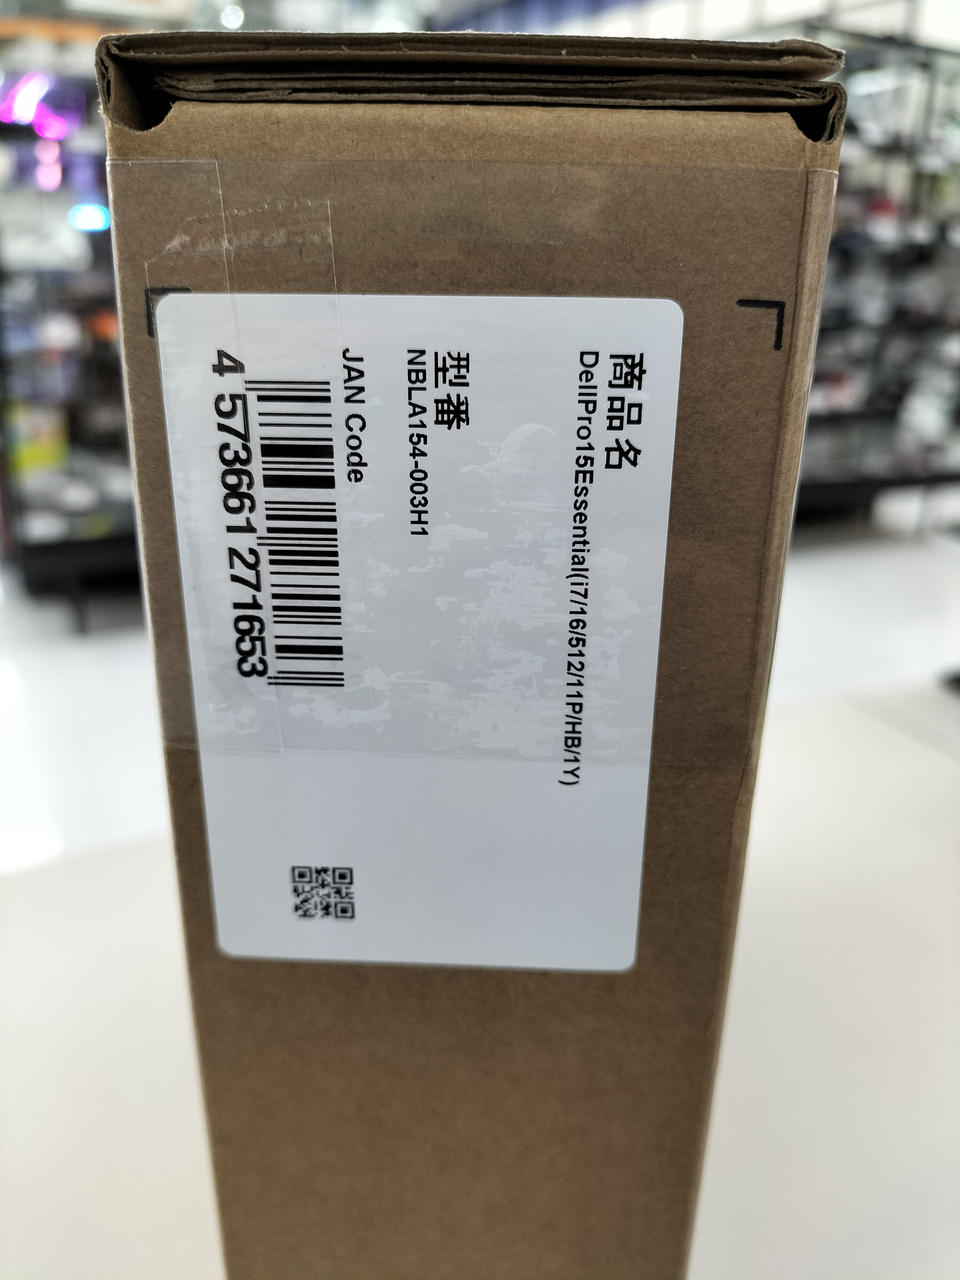 商品名
DellPro15Essential(i7/16/512/11P/HB/1Y)
型番
NBLA154-003H1
JAN Code
4 573661 271653